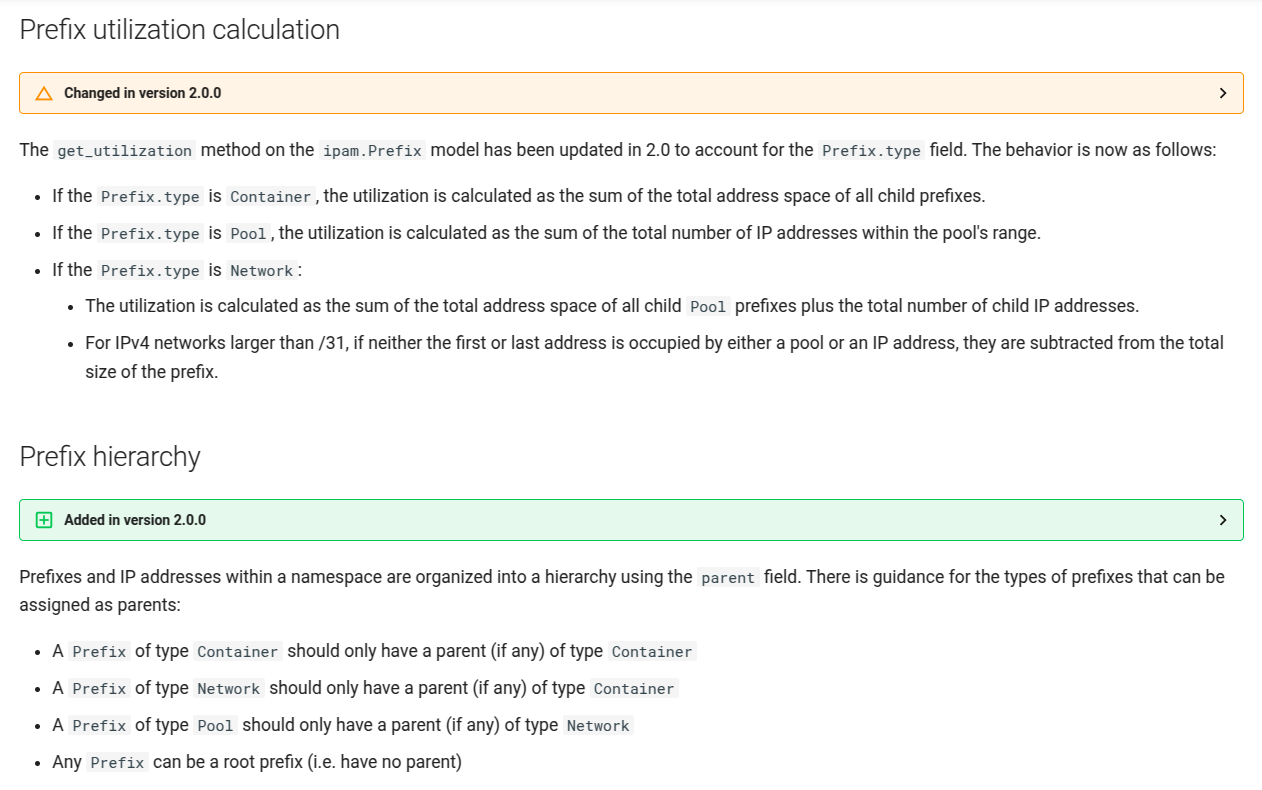 Prefix utilization calculation
Changed in version 2.0.0
The get_utilization method on the ipam.Prefix model has been updated in 2.0 to account for the Prefix.type field. The behavior is now as follows:
If the Prefix.type is Container, the utilization is calculated as the sum of the total address space of all child prefixes.
If the Prefix.type is Pool, the utilization is calculated as the sum of the total number of IP addresses within the pool's range.
If the Prefix.type is Network:
The utilization is calculated as the sum of the total address space of all child Pool prefixes plus the total number of child IP addresses.
For IPv4 networks larger than /31, if neither the first or last address is occupied by either a pool or an IP address, they are subtracted from the total
size of the prefix.
Prefix hierarchy
Added in version 2.0.0
Prefixes and IP addresses within a namespace are organized into a hierarchy using the parent field. There is guidance for the types of prefixes that can be
assigned as parents:
A Prefix of type Container should only have a parent (if any) of type Container
A Prefix of type Network should only have a parent (if any) of type Container
A Prefix of type Pool should only have a parent (if any) of type Network
Any Prefix can be a root prefix (i.e. have no parent)